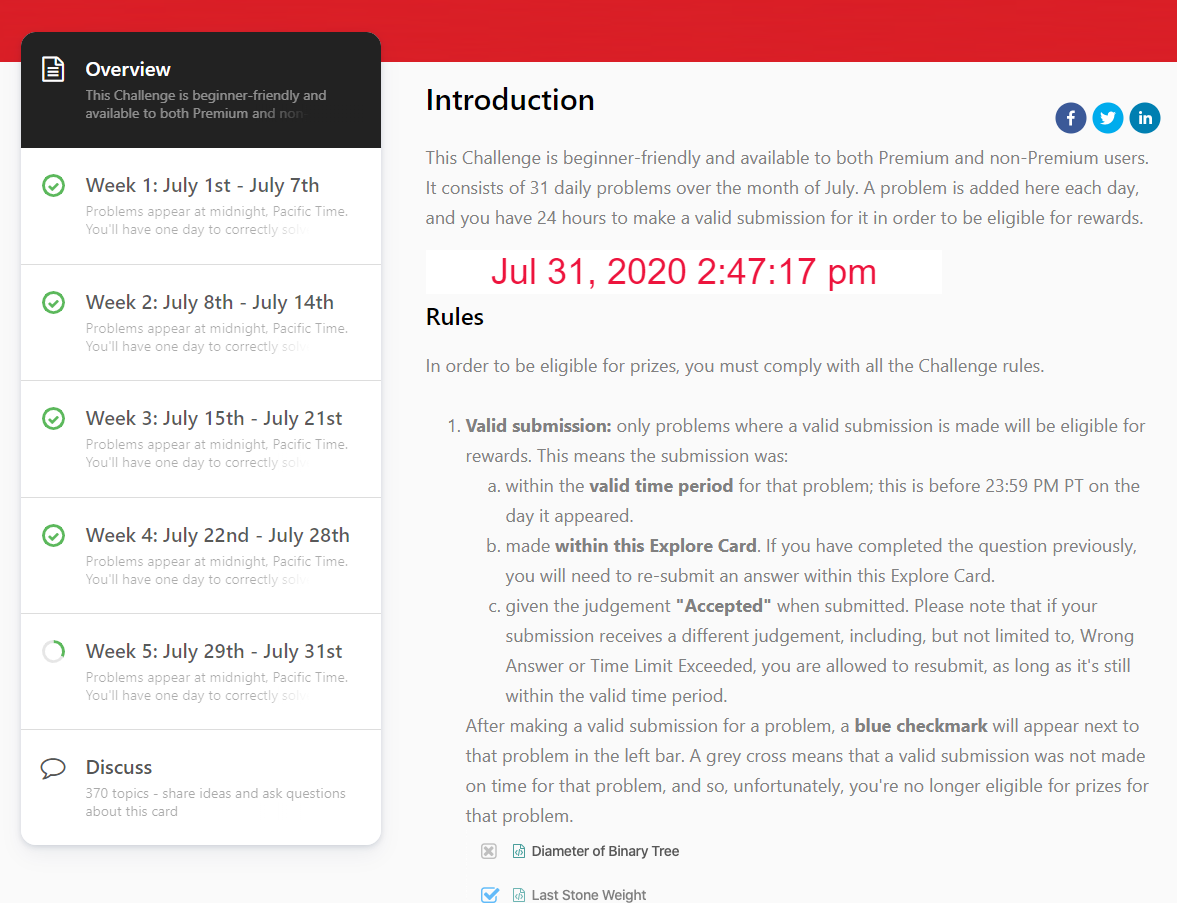 Overview
This Challenge is beginner-friendly and
available to both Premium and non-
Week 1: July 1st - July 7th
Problems appear at midnight, Pacific Time.
You'll have one day to correctly solve
Week 2: July 8th - July 14th
Problems appear at midnight, Pacific Time.
You'll have one day to correctly solve
Week 3: July 15th - July 21st
Problems appear at midnight, Pacific Time.
You'll have one day to correctly solve
Week 4: July 22nd - July 28th
Problems appear at midnight, Pacific Time.
You'll have one day to correctly solve
Week 5: July 29th - July 31st
Problems appear at midnight, Pacific Time.
You'll have one day to correctly solve
Discuss
370 topics - share ideas and ask questions
about this card
Introduction
This Challenge is beginner-friendly and available to both Premium and non-Premium users.
It consists of 31 daily problems over the month of July. A problem is added here each day,
and you have 24 hours to make a valid submission for it in order to be eligible for rewards.
Jul 31, 2020 2:47:17 pm
Rules
In order to be eligible for prizes, you must comply with all the Challenge rules.
1. Valid submission: only problems where a valid submission is made will be eligible for
rewards. This means the submission was:
a. within the valid time period for that problem; this is before 23:59 PM PT on the
day it appeared.
b. made within this Explore Card. If you have completed the question previously,
you will need to re-submit an answer within this Explore Card.
c. given the judgement "Accepted" when submitted. Please note that if your
submission receives a different judgement, including, but not limited to, Wrong
Answer or Time Limit Exceeded, you are allowed to resubmit, as long as it's still
within the valid time period.
After making a valid submission for a problem, a blue checkmark will appear next to
that problem in the left bar. A grey cross means that a valid submission was not made
on time for that problem, and so, unfortunately, you're no longer eligible for prizes for
that problem.
Diameter of Binary Tree
Last Stone Weight